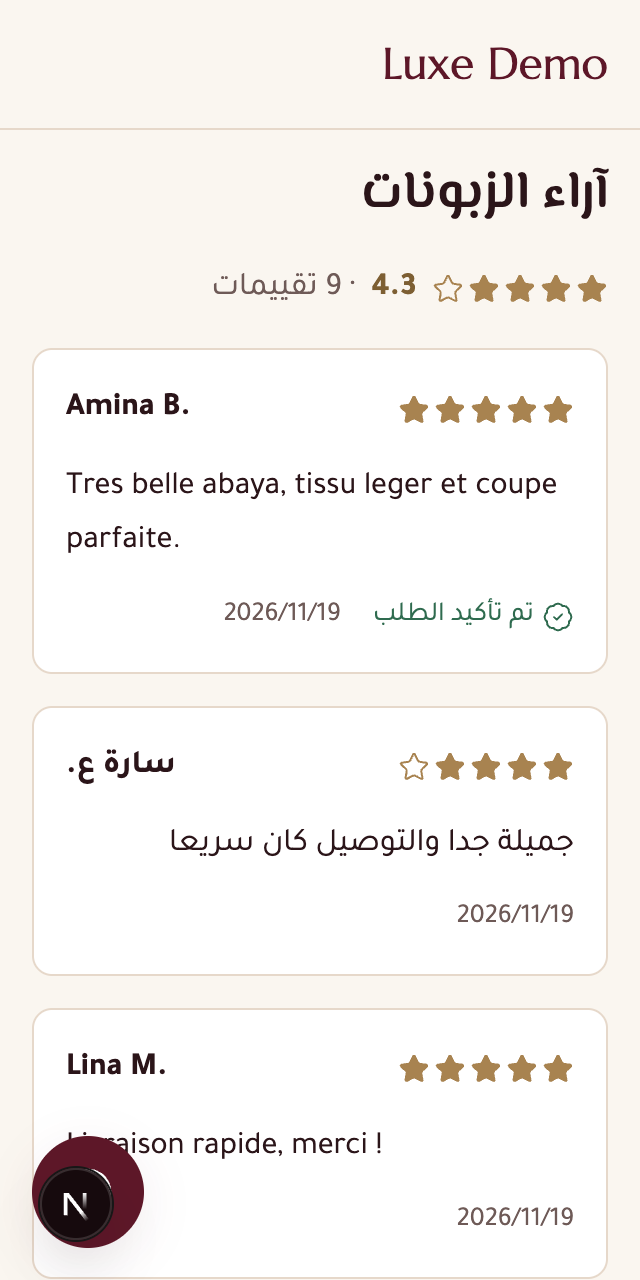 Luxe Demo
آراء الزبونات
4.3 · 9 تقييمات
Amina B.
Tres belle abaya, tissu leger et coupe
parfaite.
تم تأكيد الطلب 2026/11/19
سارة ع.
جميلة جدا والتوصيل كان سريعا
2026/11/19
Lina M.
rapide, merci !
2026/11/19
N